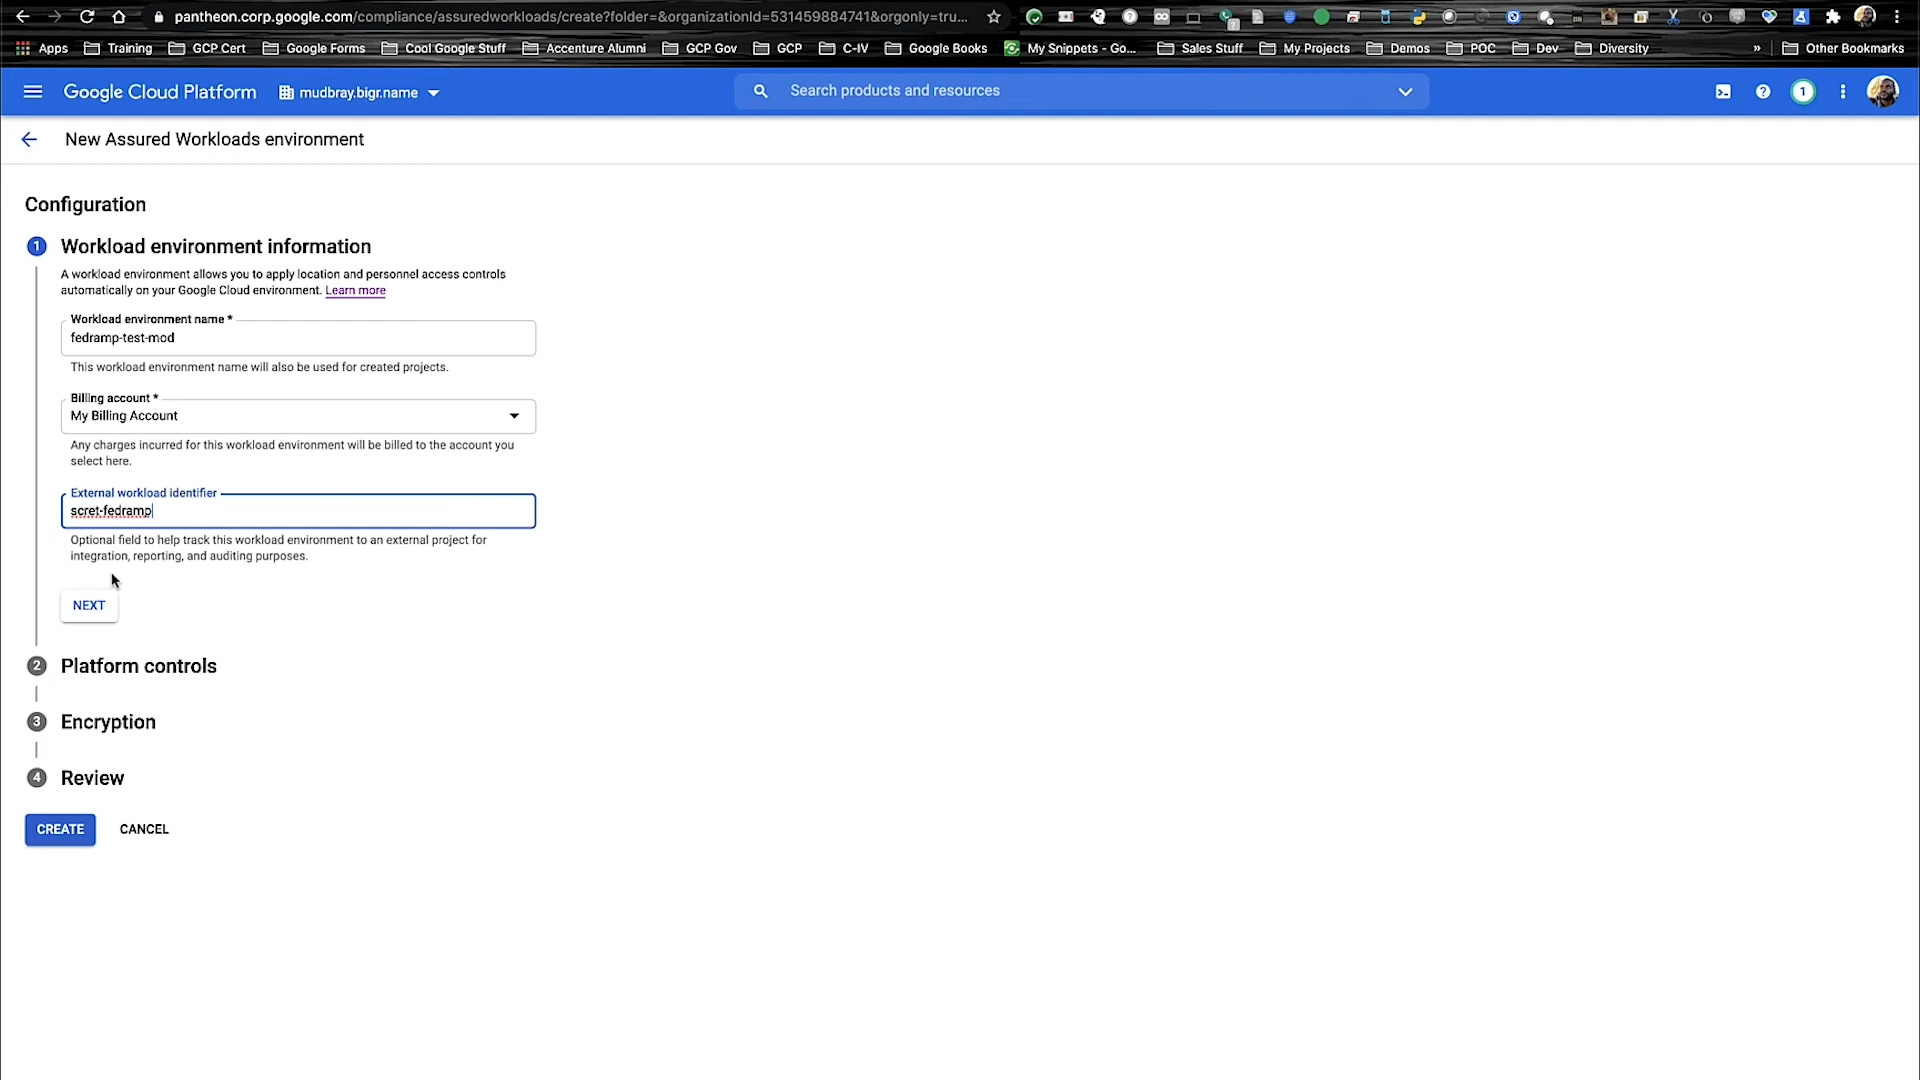 pantheon.corp.google.com/compliance/assuredworkloads/create?folder=&organizationId=531459884741&orgonly=tru...
Apps Training GCP Cert Google Forms Cool Google Stuff Accenture Alumni GCP Gov GCP C-IV Google Books My Snippets - Go... Sales Stuff My Projects Demos POC Dev Diversity » Other Bookmarks
Google Cloud Platform mudbray.bigr.name Search products and resources 1
New Assured Workloads environment
Configuration
1 Workload environment information
A workload environment allows you to apply location and personnel access controls
automatically on your Google Cloud environment. Learn more
Workload environment name *
fedramp-test-mod
This workload environment name will also be used for created projects.
Billing account *
My Billing Account
Any charges incurred for this workload environment will be billed to the account you
select here.
External workload identifier
scret-fedramp
Optional field to help track this workload environment to an external project for
integration, reporting, and auditing purposes.
NEXT
2 Platform controls
3 Encryption
4 Review
CREATE CANCEL